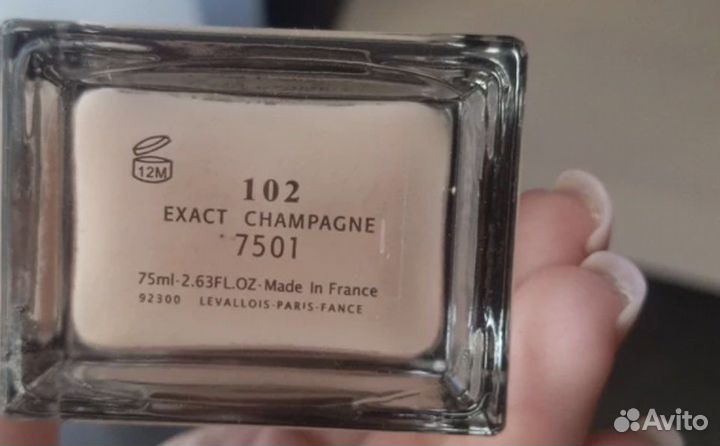 12M
102
EXACT CHAMPAGNE
7501
75ml-2.63FL.OZ·Made In France
92300 LEVALLOIS-PARIS-FANCE
Avito